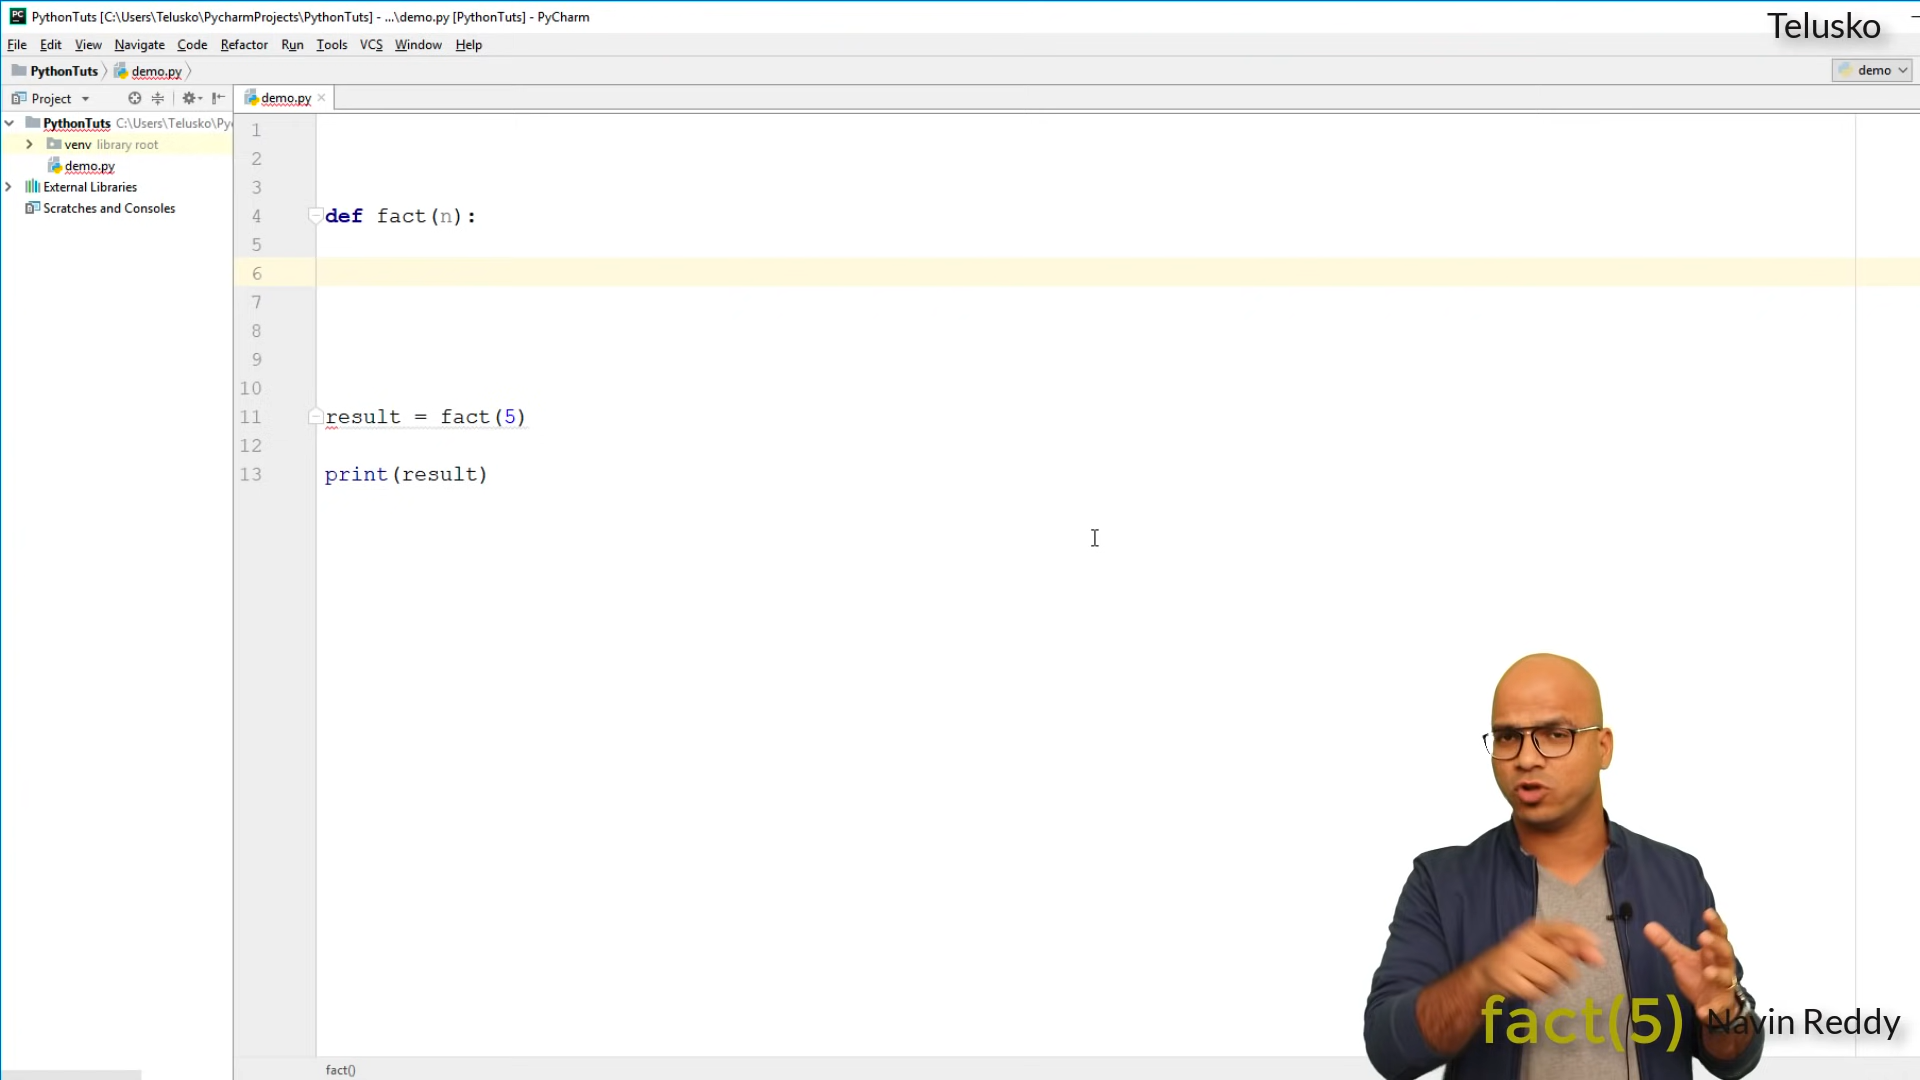 PythonTuts [C:\Users\Telusko\PycharmProjects\PythonTuts] - ...\demo.py [PythonTuts] - PyCharm
Telusko
File Edit View Navigate Code Refactor Run Tools VCS Window Help
PythonTuts demo.py
demo
Project
demo.py
PythonTuts C:\Users\Telusko\Py
venv library root
demo.py
External Libraries
Scratches and Consoles
1
2
3
4 def fact(n):
5
6
7
8
9
10
11 result = fact(5)
12
13 print(result)
fact(5)
Navin Reddy
fact()